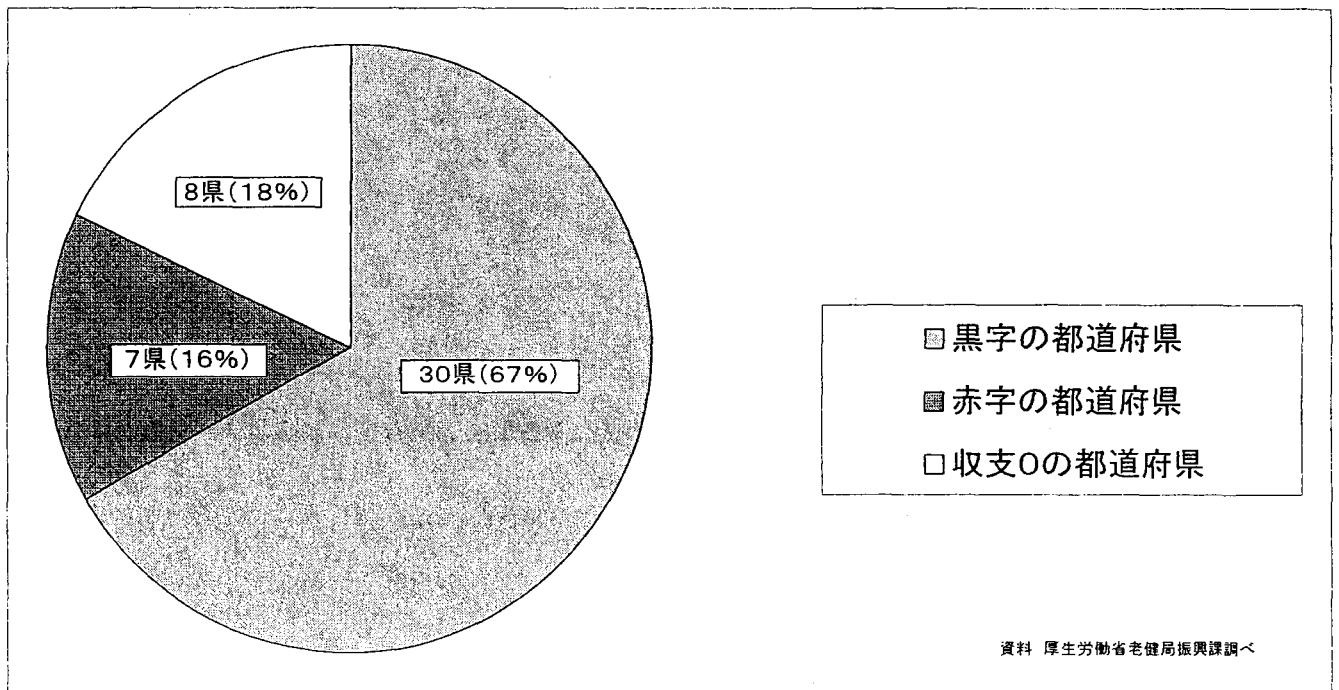 8県(18%)
7県(16%)
30県(67%)
黒字の都道府県
赤字の都道府県
収支0の都道府県
資料 厚生労働省老健局振興課調べ